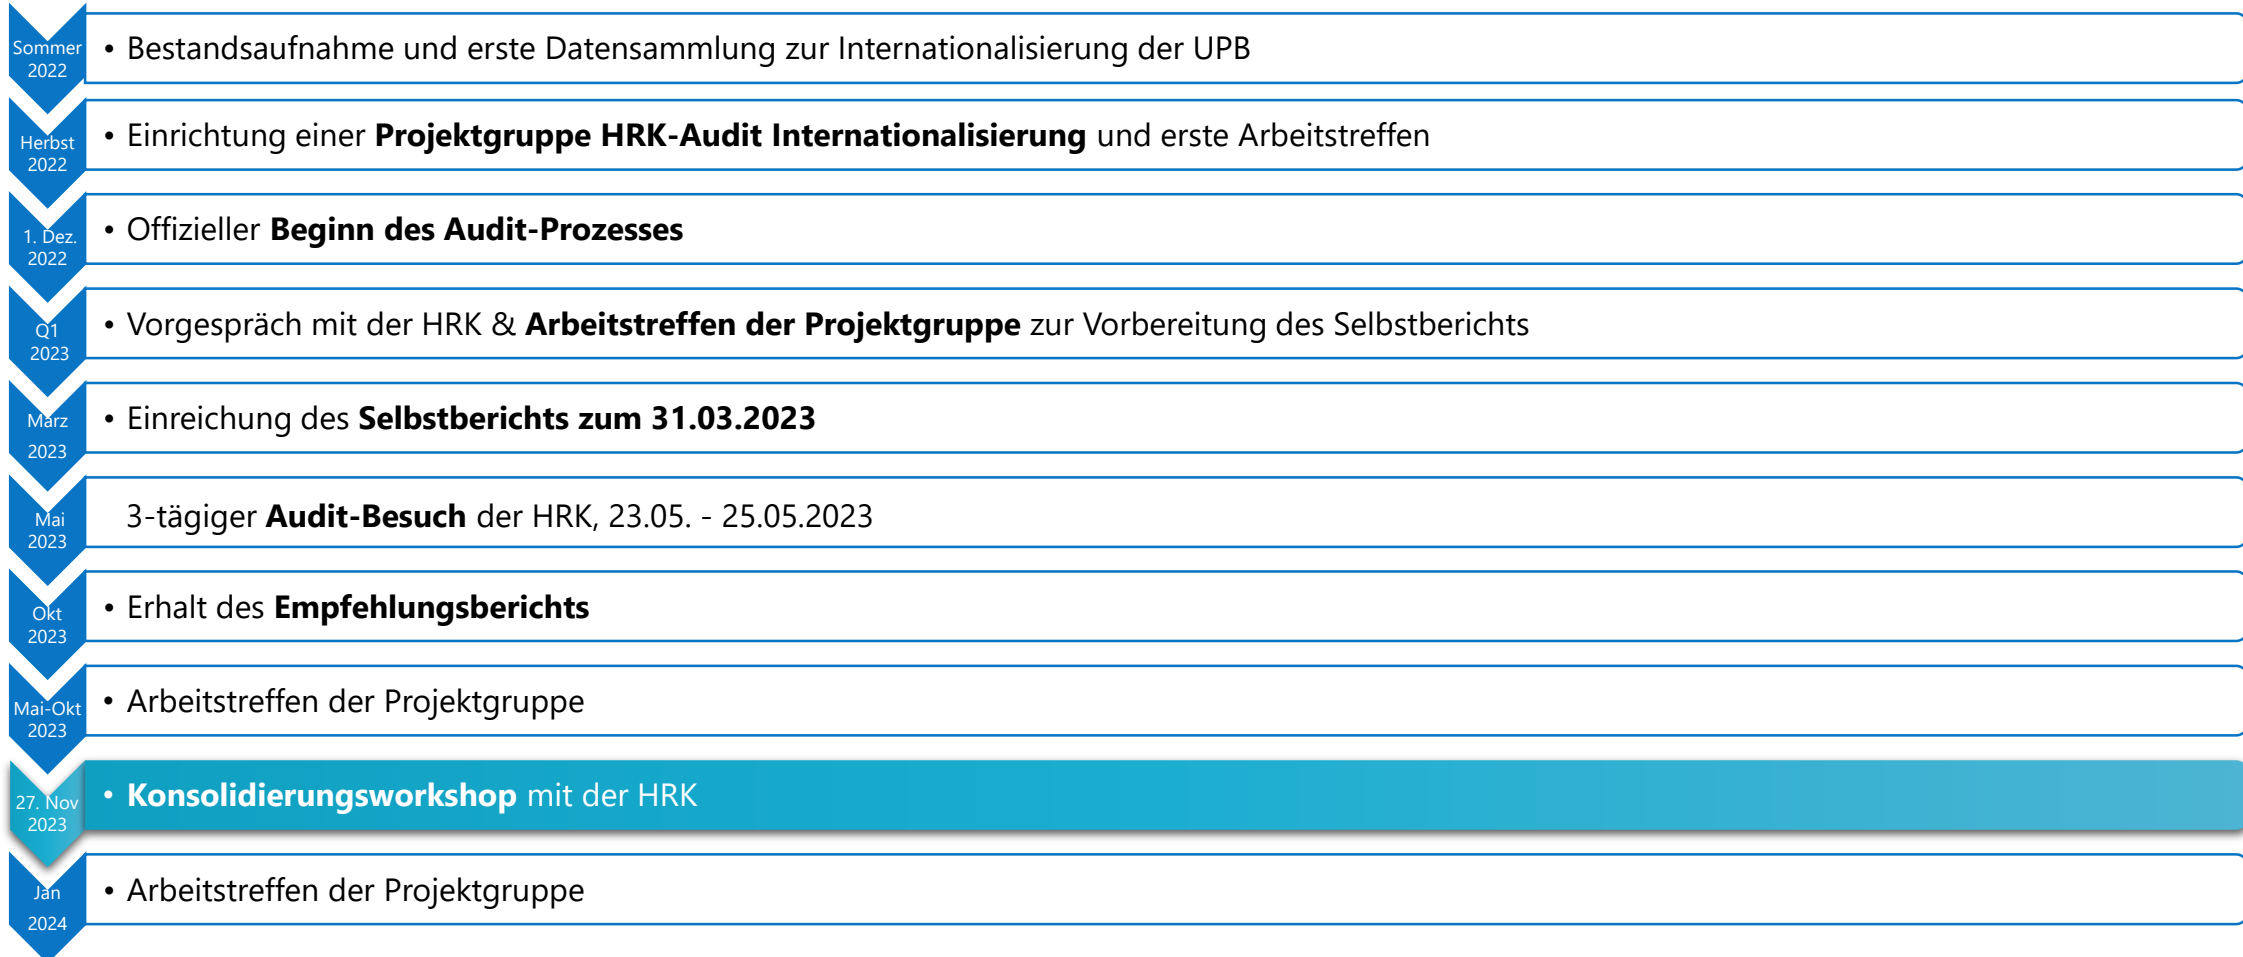 Sommer
2022
• Bestandsaufnahme und erste Datensammlung zur Internationalisierung der UPB
Herbst
2022
• Einrichtung einer Projektgruppe HRK-Audit Internationalisierung und erste Arbeitstreffen
1. Dez.
2022
• Offizieller Beginn des Audit-Prozesses
Q1
2023
• Vorgespräch mit der HRK & Arbeitstreffen der Projektgruppe zur Vorbereitung des Selbstberichts
März
2023
• Einreichung des Selbstberichts zum 31.03.2023
Mai
2023
3-tägiger Audit-Besuch der HRK, 23.05. - 25.05.2023
Okt
2023
• Erhalt des Empfehlungsberichts
Mai-Okt
2023
• Arbeitstreffen der Projektgruppe
27. Nov
2023
• Konsolidierungsworkshop mit der HRK
Jan
2024
• Arbeitstreffen der Projektgruppe